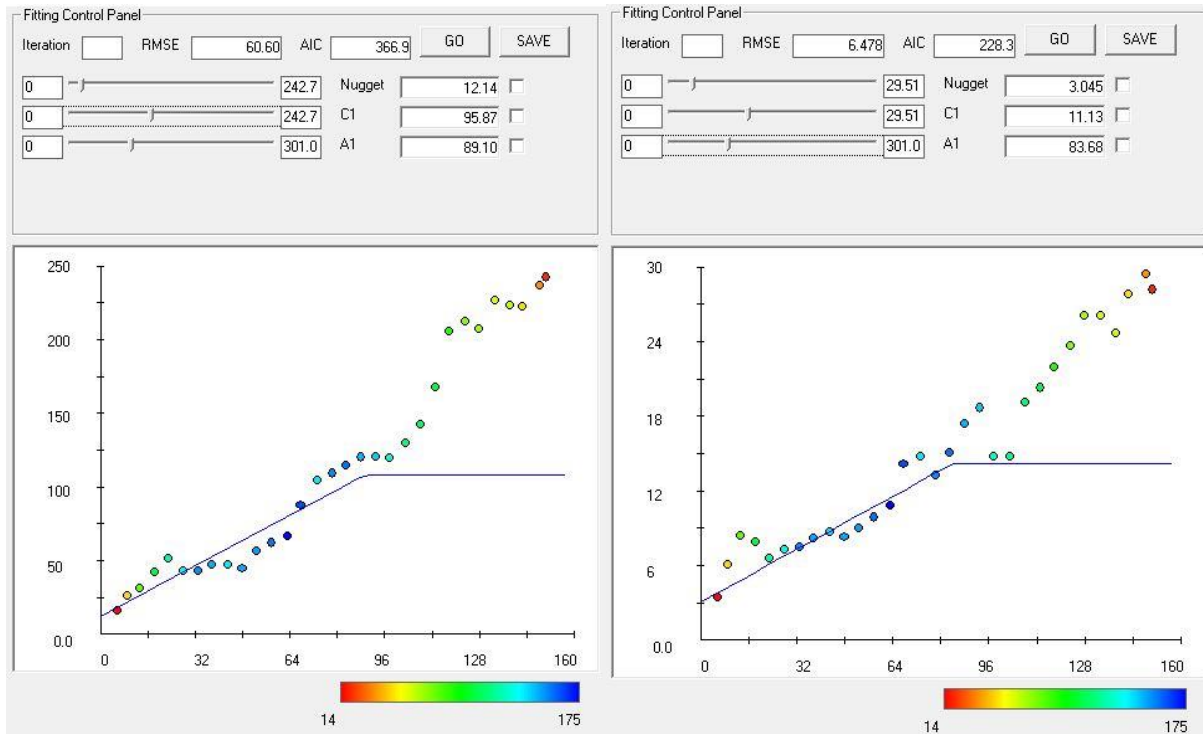 Fitting Control Panel
Iteration RMSE 60.60 AIC 366.9 GO SAVE
0 242.7 Nugget 12.14
0 242.7 C1 95.87
0 301.0 A1 89.10
250
200
150
100
50
0.0
0 32 64 96 128 160
14 175
Fitting Control Panel
Iteration RMSE 6.478 AIC 228.3 GO SAVE
0 29.51 Nugget 3.045
0 29.51 C1 11.13
0 301.0 A1 83.68
30
24
18
12
6
0.0
0 32 64 96 128 160
14 175